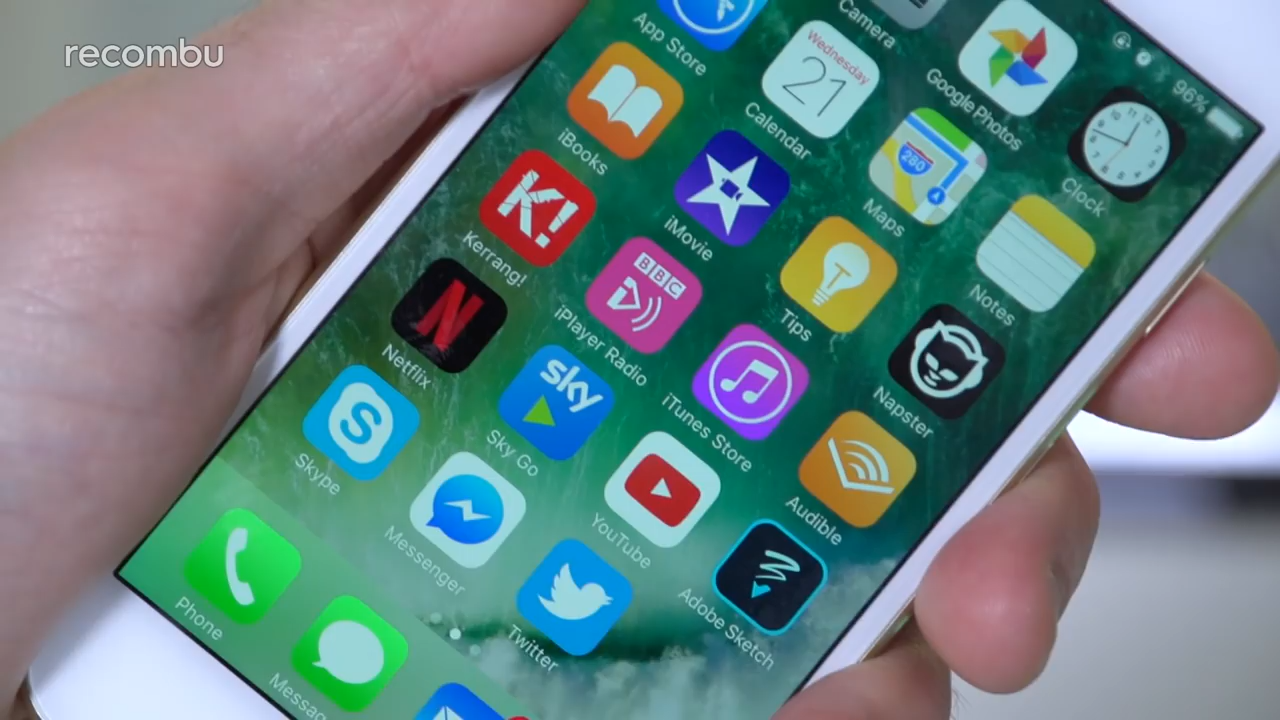 recombu
96%
App Store
Wednesday
21
Calendar
Camera
Google Photos
Clock
iBooks
iMovie
280
Maps
Notes
K!
Kerrang!
BBC
iPlayer Radio
Tips
Napster
N
Netflix
sky
Sky Go
iTunes Store
Audible
S
Skype
Messenger
YouTube
Adobe Sketch
Phone
Twitter